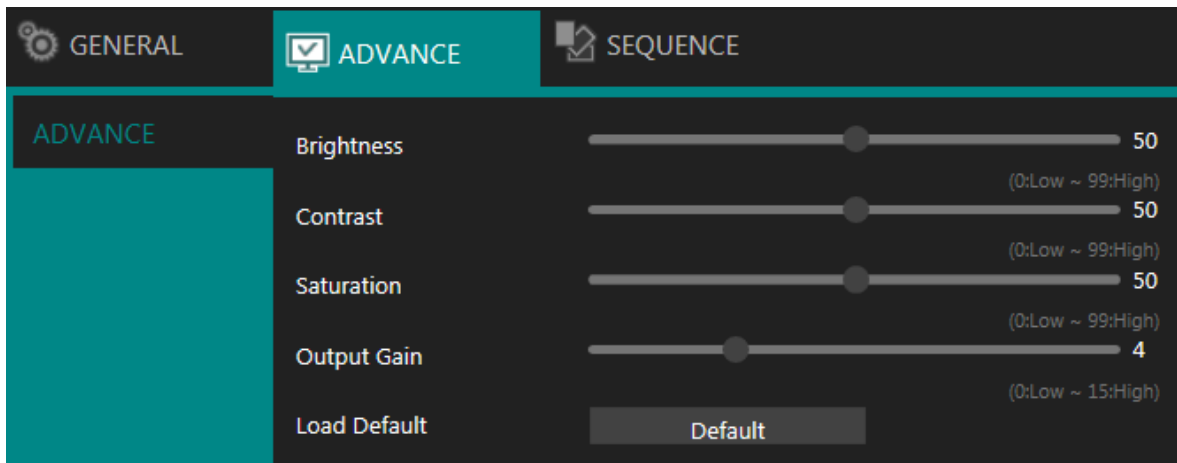 GENERAL
ADVANCE
SEQUENCE
ADVANCE
Brightness 50
(0:Low ~ 99:High)
Contrast 50
(0:Low ~ 99:High)
Saturation 50
(0:Low ~ 99:High)
Output Gain 4
(0:Low ~ 15:High)
Load Default Default